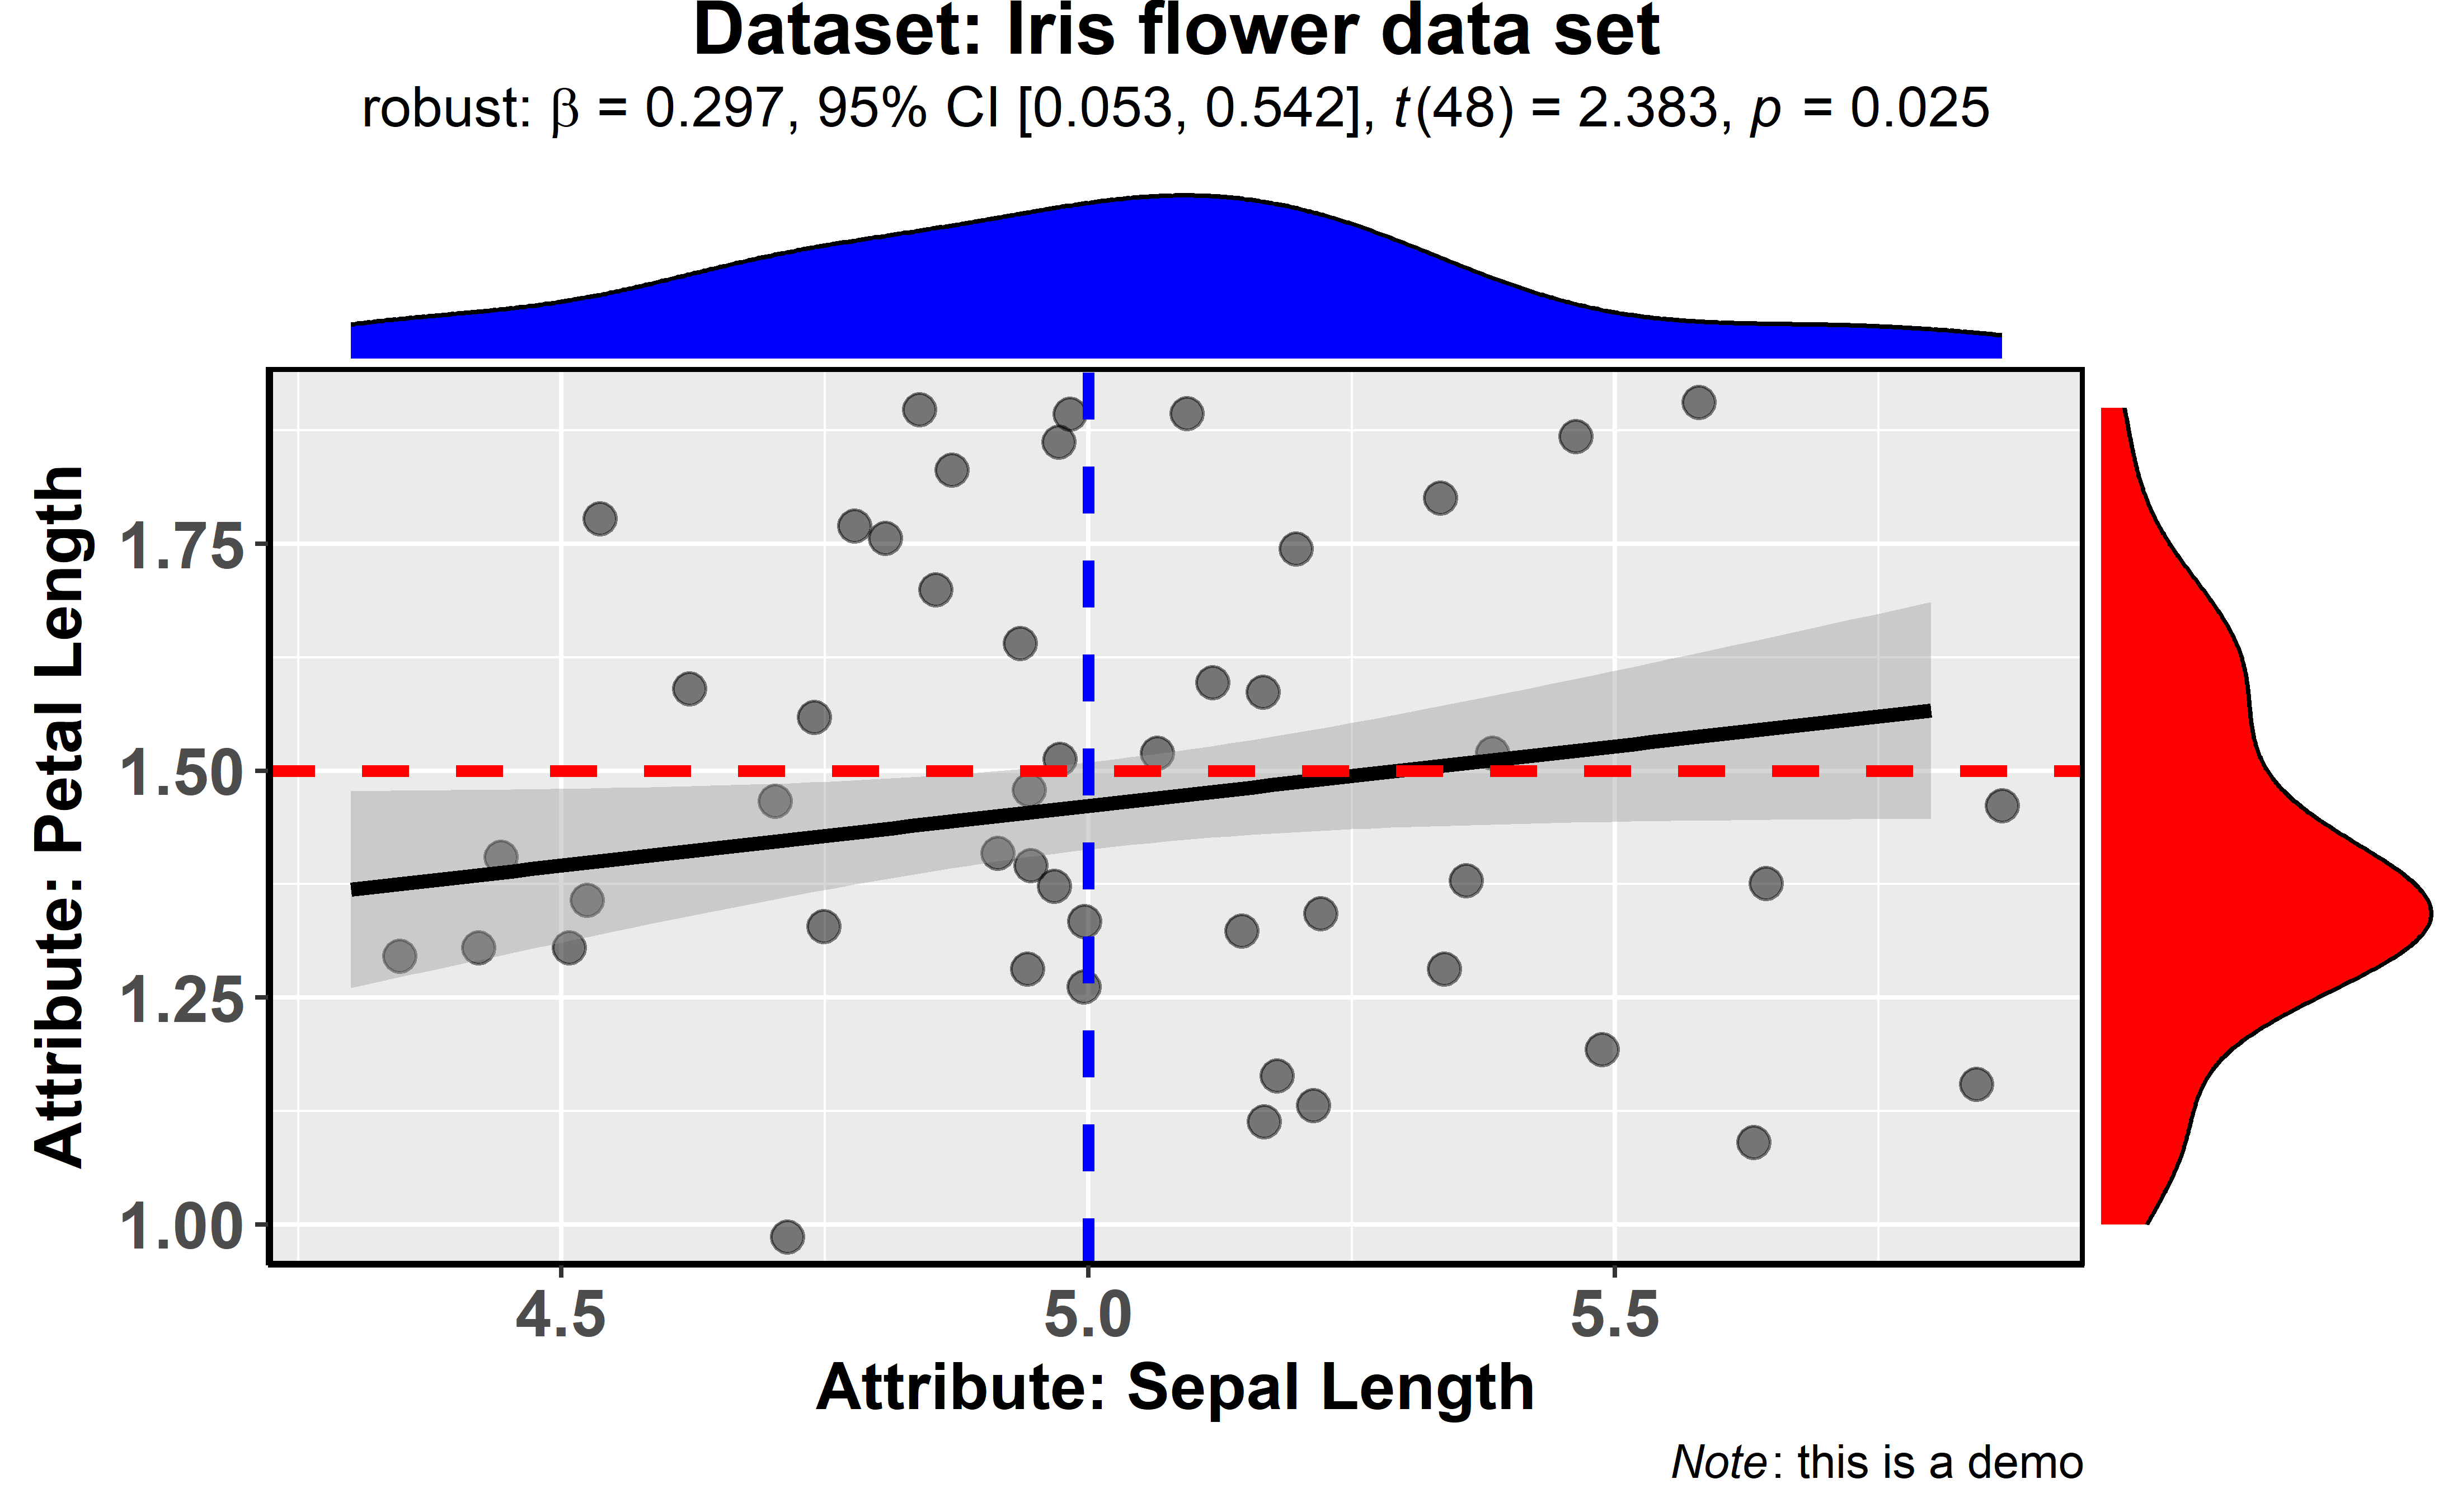 Dataset: Iris flower data set
robust: β = 0.297, 95% CI [0.053, 0.542], t(48) = 2.383, p = 0.025
Attribute: Petal Length
1.75
1.50
1.25
1.00
4.5 5.0 5.5
Attribute: Sepal Length
Note: this is a demo